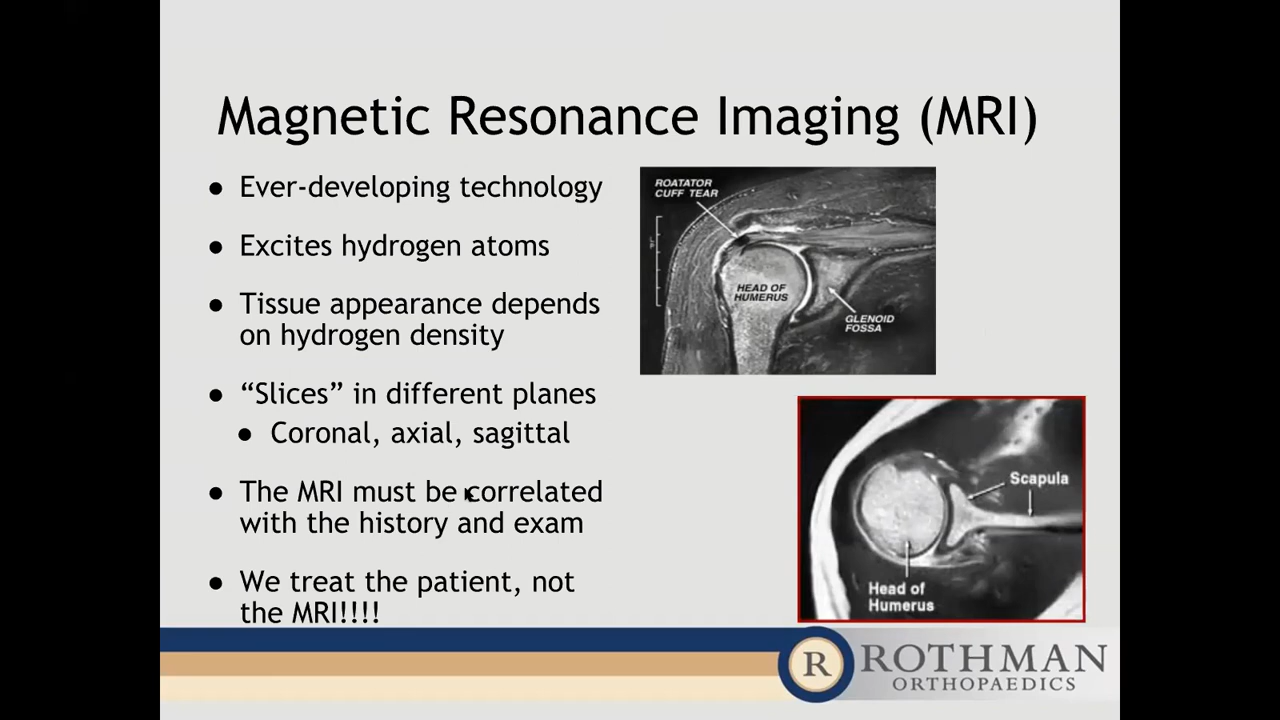 Magnetic Resonance Imaging (MRI)
● Ever-developing technology
● Excites hydrogen atoms
● Tissue appearance depends
on hydrogen density
● “Slices” in different planes
● Coronal, axial, sagittal
● The MRI must be correlated
with the history and exam
● We treat the patient, not
the MRI!!!!
ROATATOR
CUFF TEAR
HEAD OF
HUMERUS
GLENOID
FOSSA
Scapula
Head of
Humerus
R
ROTHMAN
ORTHOPAEDICS